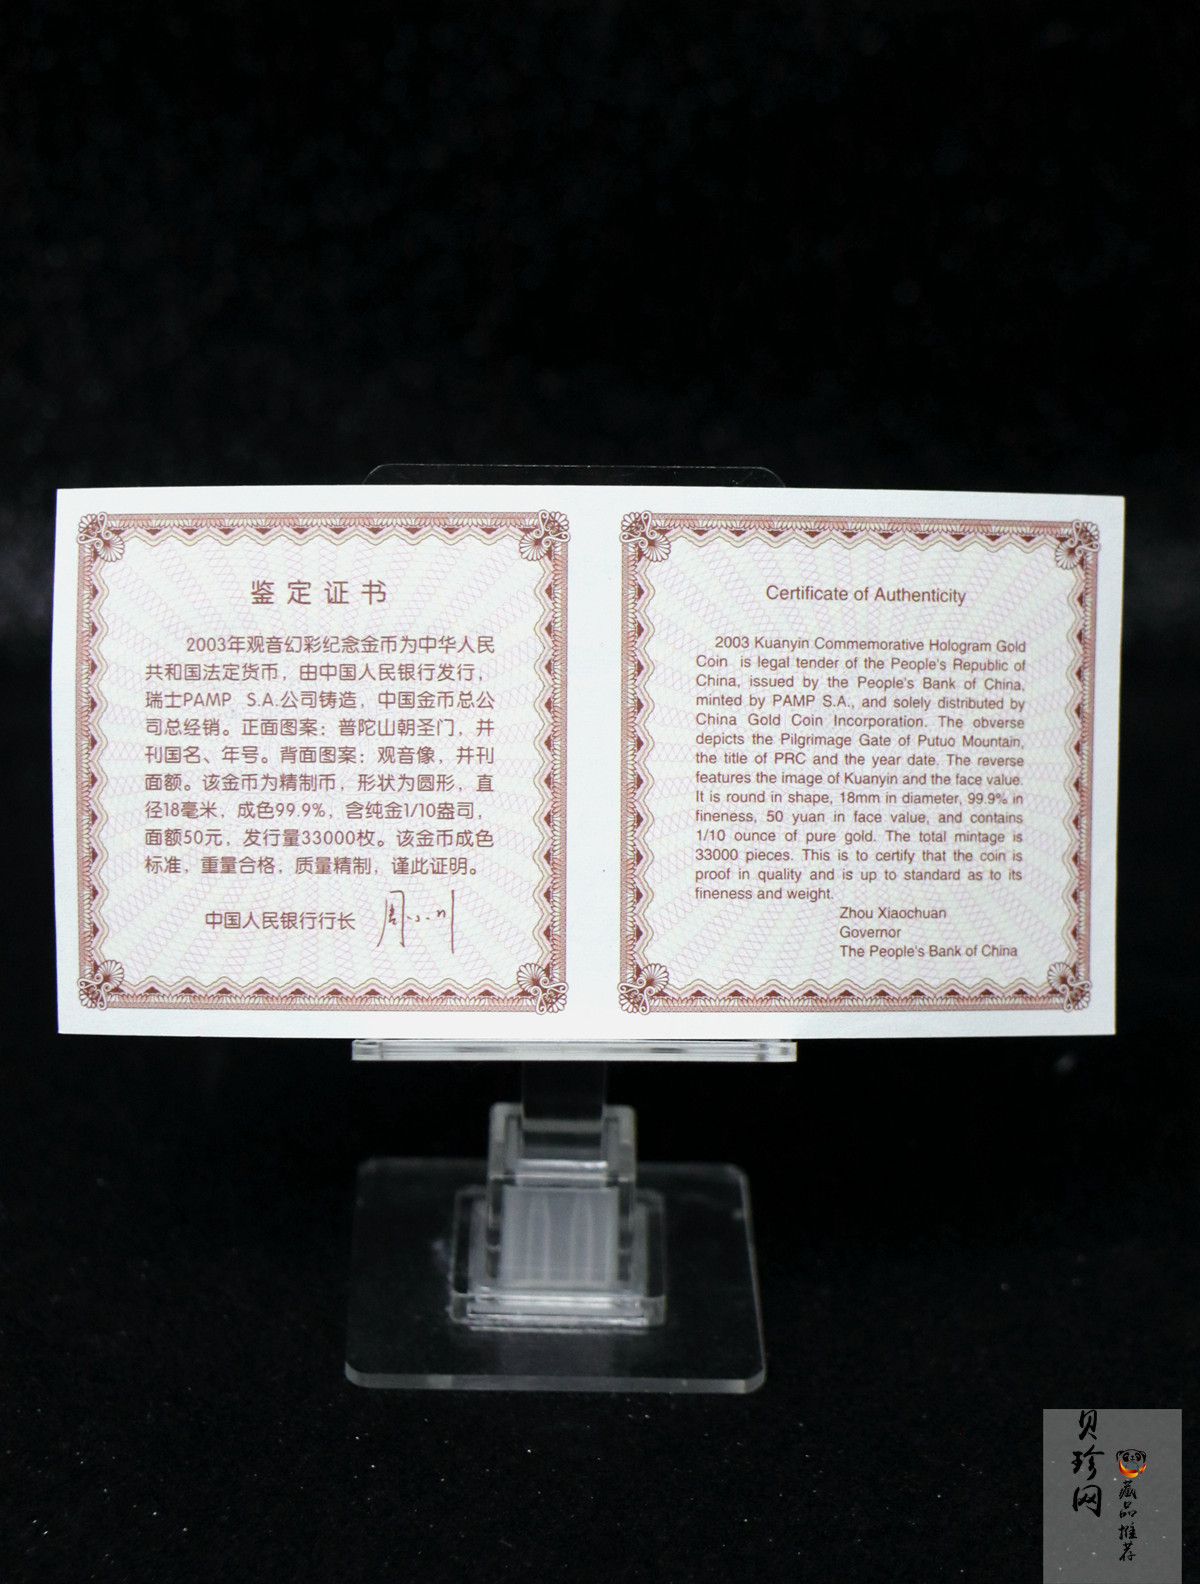 鉴定证书
2003年观音幻彩纪念金币为中华人民
共和国法定货币，由中国人民银行发行，
瑞士PAMP S.A.公司铸造，中国金币总公
司总经销。正面图案：普陀山朝圣门，并
刊国名、年号。背面图案：观音像，并刊
面额。该金币为精制币，形状为圆形，直
径18毫米，成色99.9%，含纯金1/10盎司，
面额50元，发行量33000枚。该金币成色
标准，重量合格，质量精制，谨此证明。
中国人民银行行长 周小川
Certificate of Authenticity
2003 Kuanyin Commemorative Hologram Gold
Coin is legal tender of the People's Republic of
China, issued by the People's Bank of China,
minted by PAMP S.A., and solely distributed by
China Gold Coin Incorporation. The obverse
depicts the Pilgrimage Gate of Putuo Mountain,
the title of PRC and the year date. The reverse
features the image of Kuanyin and the face value.
It is round in shape, 18mm in diameter, 99.9% in
fineness, 50 yuan in face value, and contains
1/10 ounce of pure gold. The total mintage is
33000 pieces. This is to certify that the coin is
proof in quality and is up to standard as to its
fineness and weight.
Zhou Xiaochuan
Governor
The People's Bank of China
贝珍网
藏品推荐